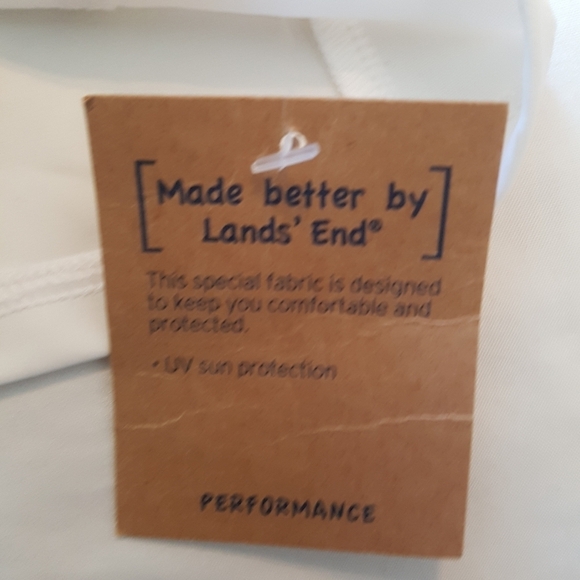 Made better by
Lands' End®
This special fabric is designed
to keep you comfortable and
protected.
• UV sun protection
PERFORMANCE